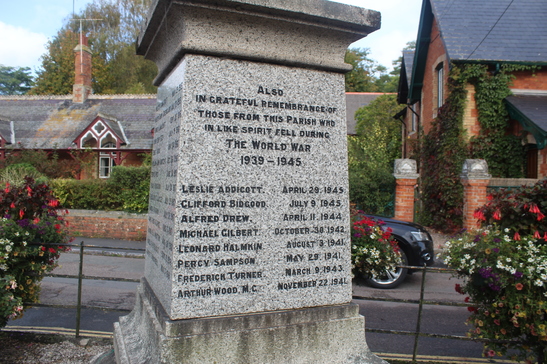 ALSO
IN GRATEFUL REMEMBRANCE OF
THOSE FROM THIS PARISH WHO
IN LIKE SPIRIT FELL DURING
THE WORLD WAR
1939 - 1945
LESLIE ADDICOTT. APRIL 29. 1945
CLIFFORD BIDGOOD. JULY 9. 1945
ALFRED DREW. APRIL 11. 1944
MICHAEL GILBERT. OCTOBER 30. 1942
LEONARD HALMKIN. AUGUST 3. 1941
PERCY SAMPSON. MAY 29. 1941
FREDERICK TURNER. MARCH 9. 1943
ARTHUR WOOD. M.C. NOVEMBER 22. 1941